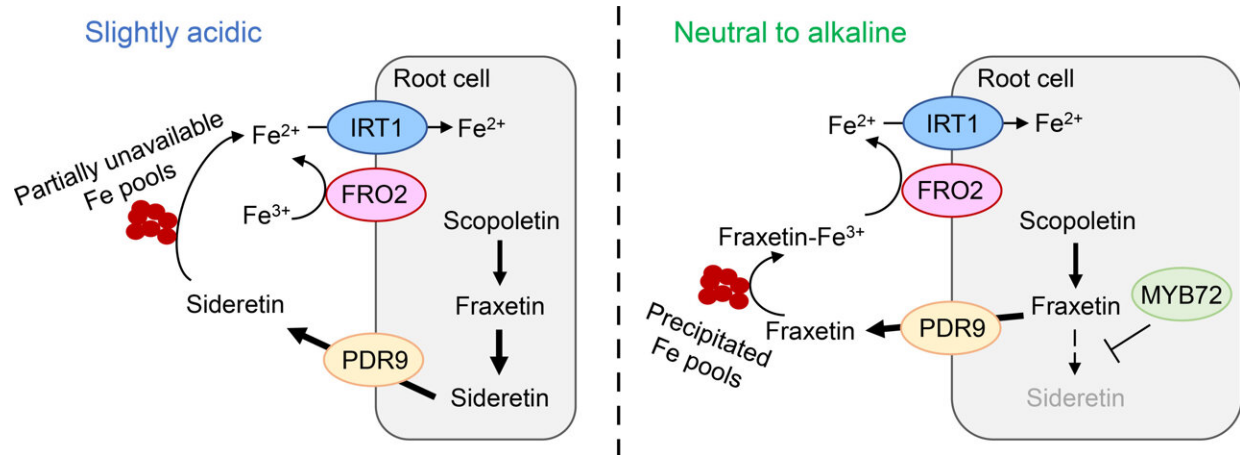 Slightly acidic
Root cell
Partially unavailable
Fe pools
Fe²⁺
IRT1
Fe²⁺
FRO2
Fe³⁺
Scopoletin
Fraxetin
Sideretin
PDR9
Sideretin
Neutral to alkaline
Root cell
Fe²⁺
IRT1
Fe²⁺
FRO2
Scopoletin
Fraxetin-Fe³⁺
MYB72
Fraxetin
PDR9
Fraxetin
Precipitated
Fe pools
Sideretin